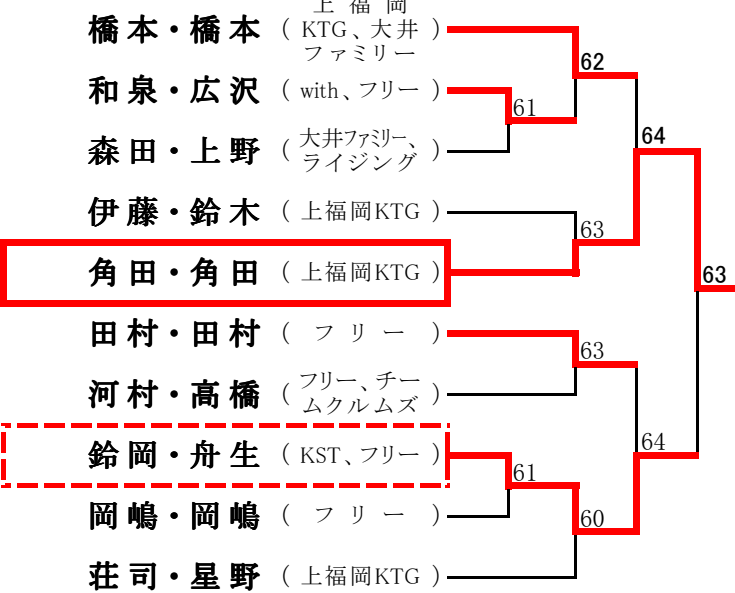 上福岡
橋本・橋本（KTG、大井
ファミリー）
62
和泉・広沢（with、フリー）
61
64
森田・上野（大井ファミリー、
ライジング）
伊藤・鈴木（上福岡KTG）
63
角田・角田（上福岡KTG）
63
田村・田村（フリー）
63
河村・高橋（フリー、チー
ムクルムズ）
64
鈴岡・舟生（KST、フリー）
61
岡嶋・岡嶋（フリー）
60
荘司・星野（上福岡KTG）